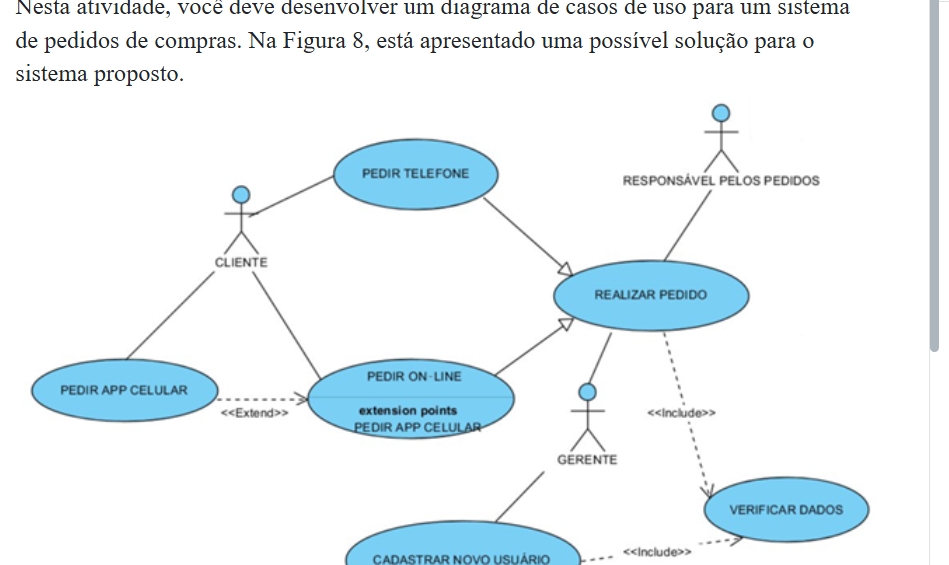 Nesta atividade, você deve desenvolver um diagrama de casos de uso para um sistema
de pedidos de compras. Na Figura 8, está apresentado uma possível solução para o
sistema proposto.
PEDIR TELEFONE
RESPONSÁVEL PELOS PEDIDOS
CLIENTE
REALIZAR PEDIDO
PEDIR APP CELULAR
<<Extend>>
PEDIR ON-LINE
extension points
PEDIR APP CELULAR
<<Include>>
GERENTE
VERIFICAR DADOS
CADASTRAR NOVO USUÁRIO
<<Include>>